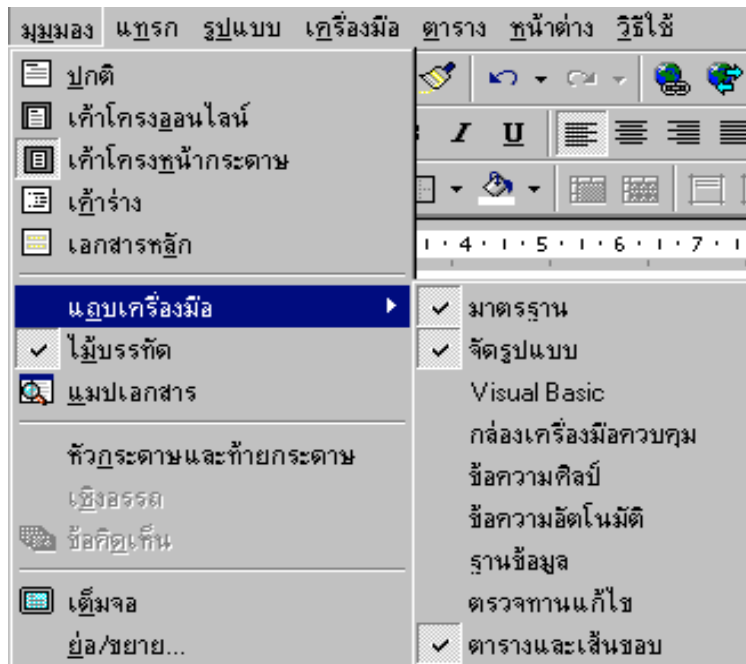 มุมมอง แทรก รูปแบบ เครื่องมือ ตาราง หน้าต่าง วิธีใช้
ปกติ
เค้าโครงออนไลน์
เค้าโครงหน้ากระดาษ
เค้าร่าง
เอกสารหลัก
I U
4 5 6 7
แถบเครื่องมือ
ไม้บรรทัด
แมปเอกสาร
หัวกระดาษและท้ายกระดาษ
เชิงอรรถ
ข้อคิดเห็น
เต็มจอ
ย่อ/ขยาย...
มาตรฐาน
จัดรูปแบบ
Visual Basic
กล่องเครื่องมือควบคุม
ข้อความศิลป์
ข้อความอัตโนมัติ
ฐานข้อมูล
ตรวจทานแก้ไข
ตารางและเส้นขอบ